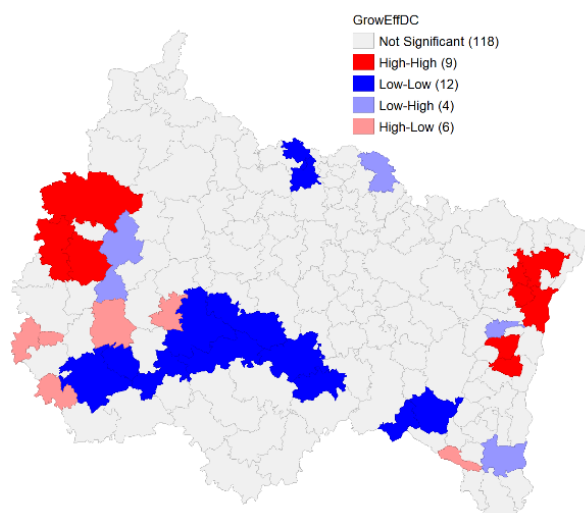 GrowEffDC
Not Significant (118)
High-High (9)
Low-Low (12)
Low-High (4)
High-Low (6)